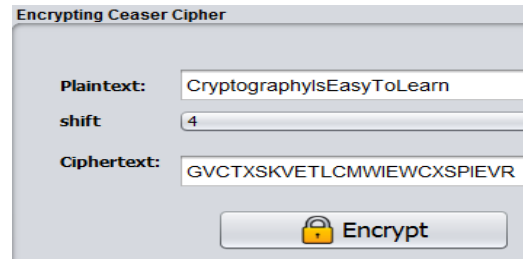 Encrypting Ceaser Cipher
Plaintext: CryptographyIsEasyToLearn
shift 4
Ciphertext: GVCTXSKVETLCMWIEWCXSPIEVR
Encrypt